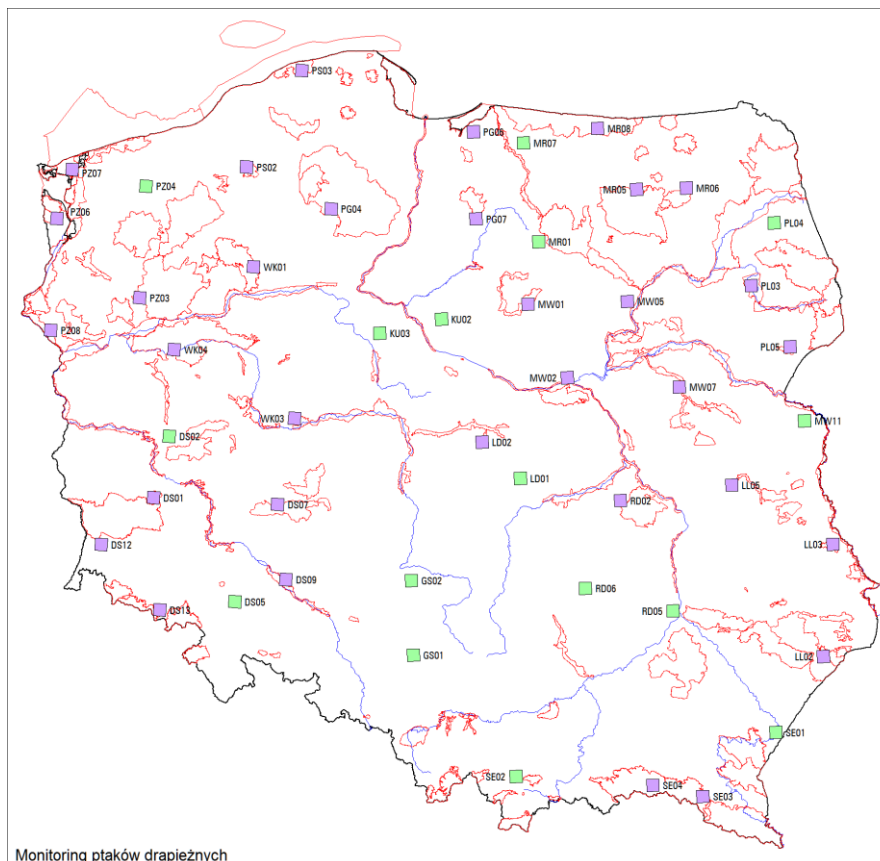 PS03
PG06
MR08
MR07
PS02
PZ07
PZ04
MR05
MR06
PG04
PZ06
PG07
PL04
MR01
WK01
PL03
PZ03
MW01
MW05
KU02
PZ08
KU03
WK04
PL05
MW02
MW07
WK03
MW11
DS02
LD02
LD01
LL05
DS01
DS07
RD02
DS12
LL03
DS09
GS02
RD06
DS05
DS13
RD05
GS01
LL02
SE01
SE02
SE04
SE03
Monitoring ptaków drapieżnych